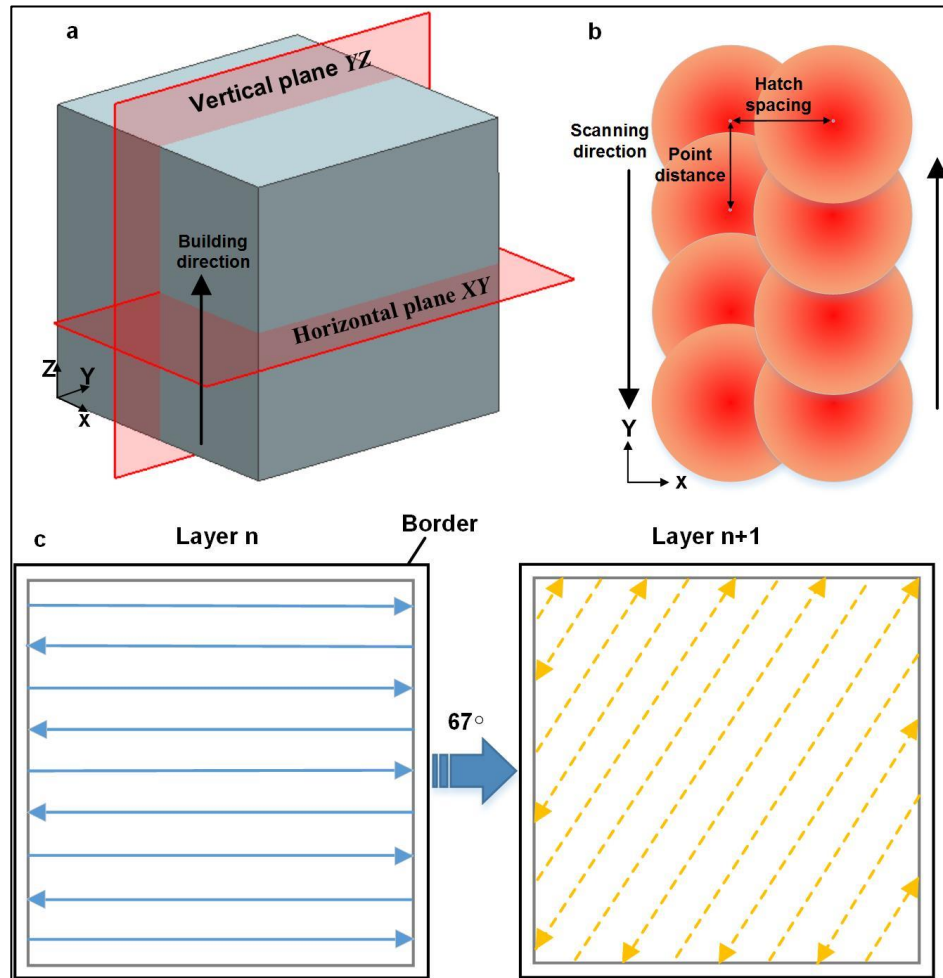 a
Vertical plane YZ
Building
direction
Horizontal plane XY
Z
Y
x
b
Hatch
spacing
Scanning
direction
Point
distance
Y
x
c
Layer n
Border
Layer n+1
67°